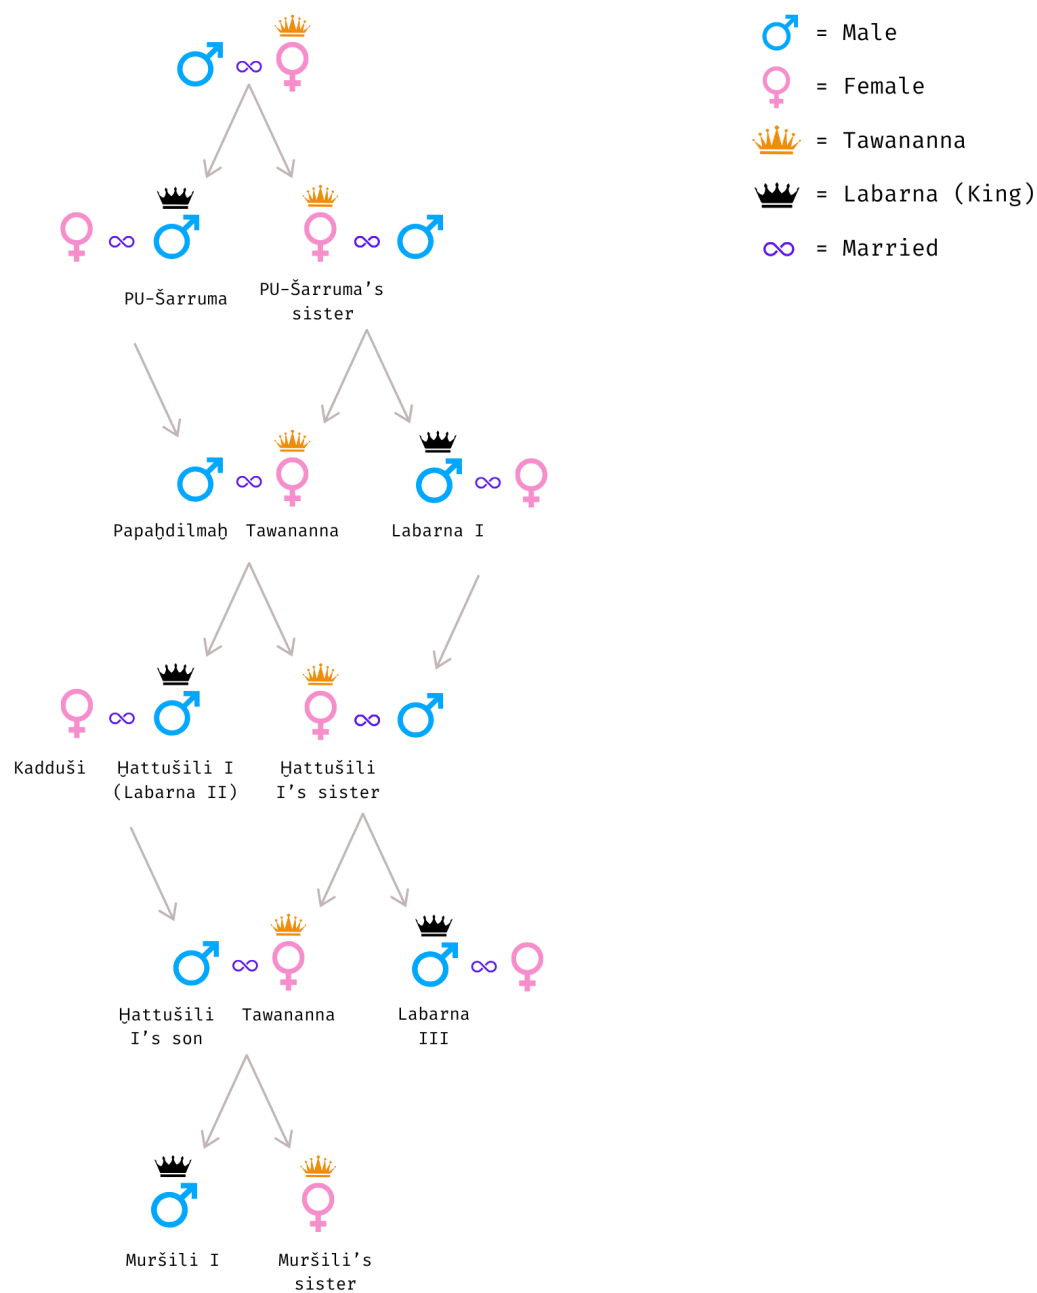 = Male
= Female
= Tawananna
= Labarna (King)
= Married
PU-Šarruma
PU-Šarruma’s
sister
Papaḫdilmaḫ
Tawananna
Labarna I
Kadduši
Ḫattušili I
(Labarna II)
Ḫattušili
I’s sister
Ḫattušili
I’s son
Tawananna
Labarna
III
Muršili I
Muršili’s
sister